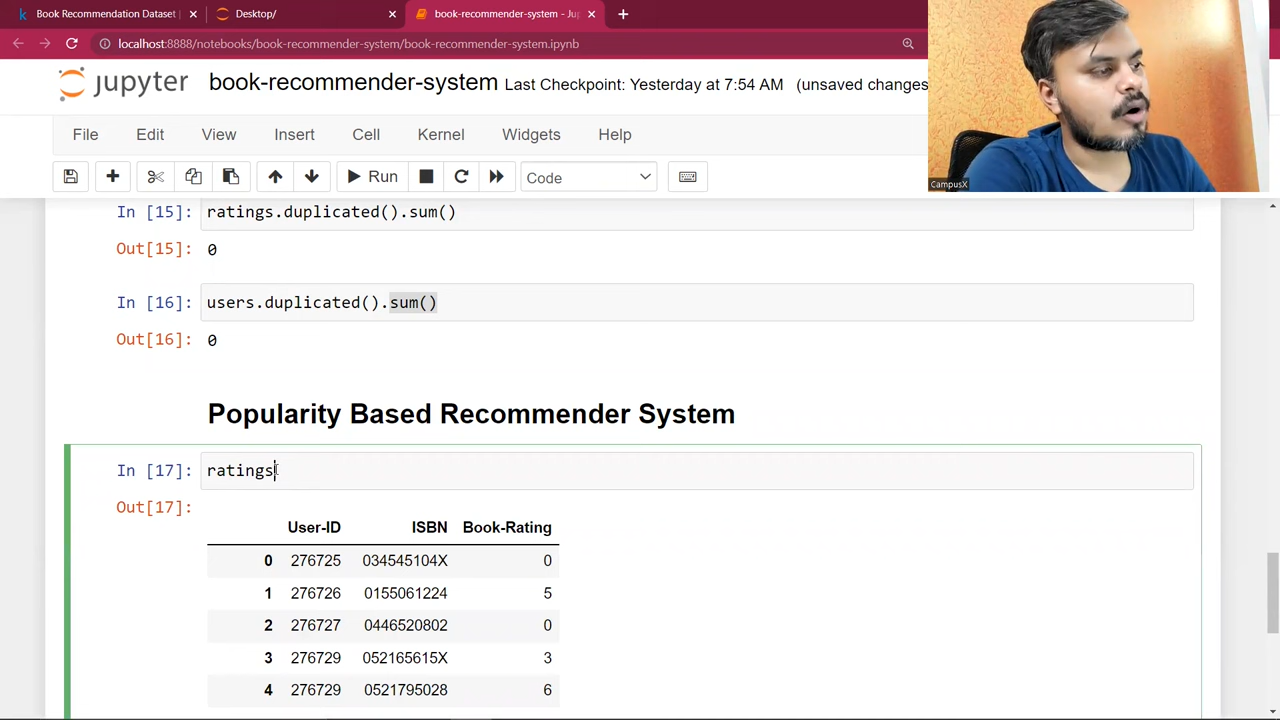 Book Recommendation Dataset
Desktop/
book-recommender-system - Jup
localhost:8888/notebooks/book-recommender-system/book-recommender-system.ipynb
jupyter book-recommender-system Last Checkpoint: Yesterday at 7:54 AM (unsaved changes
File Edit View Insert Cell Kernel Widgets Help
Run Code
CampusX
In [15]: ratings.duplicated().sum()
Out[15]: 0
In [16]: users.duplicated().sum()
Out[16]: 0
Popularity Based Recommender System
In [17]: ratings
Out[17]:
User-ID ISBN Book-Rating
0 276725 034545104X 0
1 276726 0155061224 5
2 276727 0446520802 0
3 276729 052165615X 3
4 276729 0521795028 6